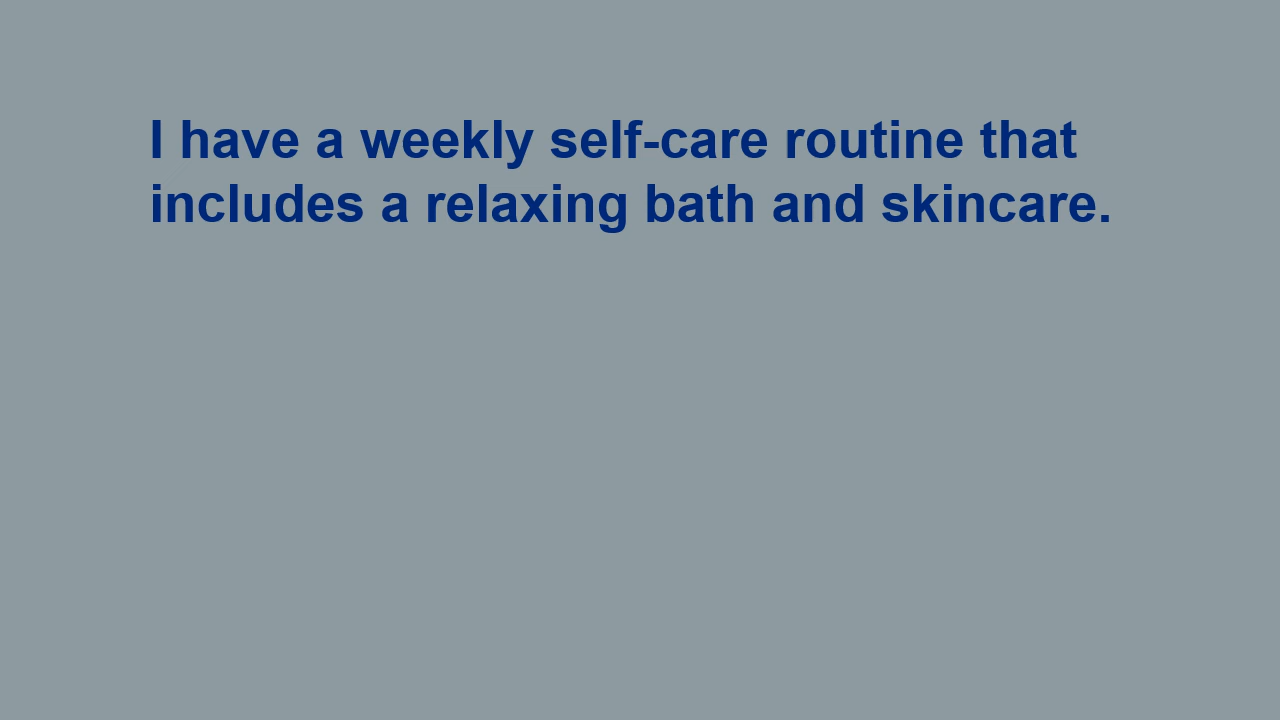 I have a weekly self-care routine that
includes a relaxing bath and skincare.